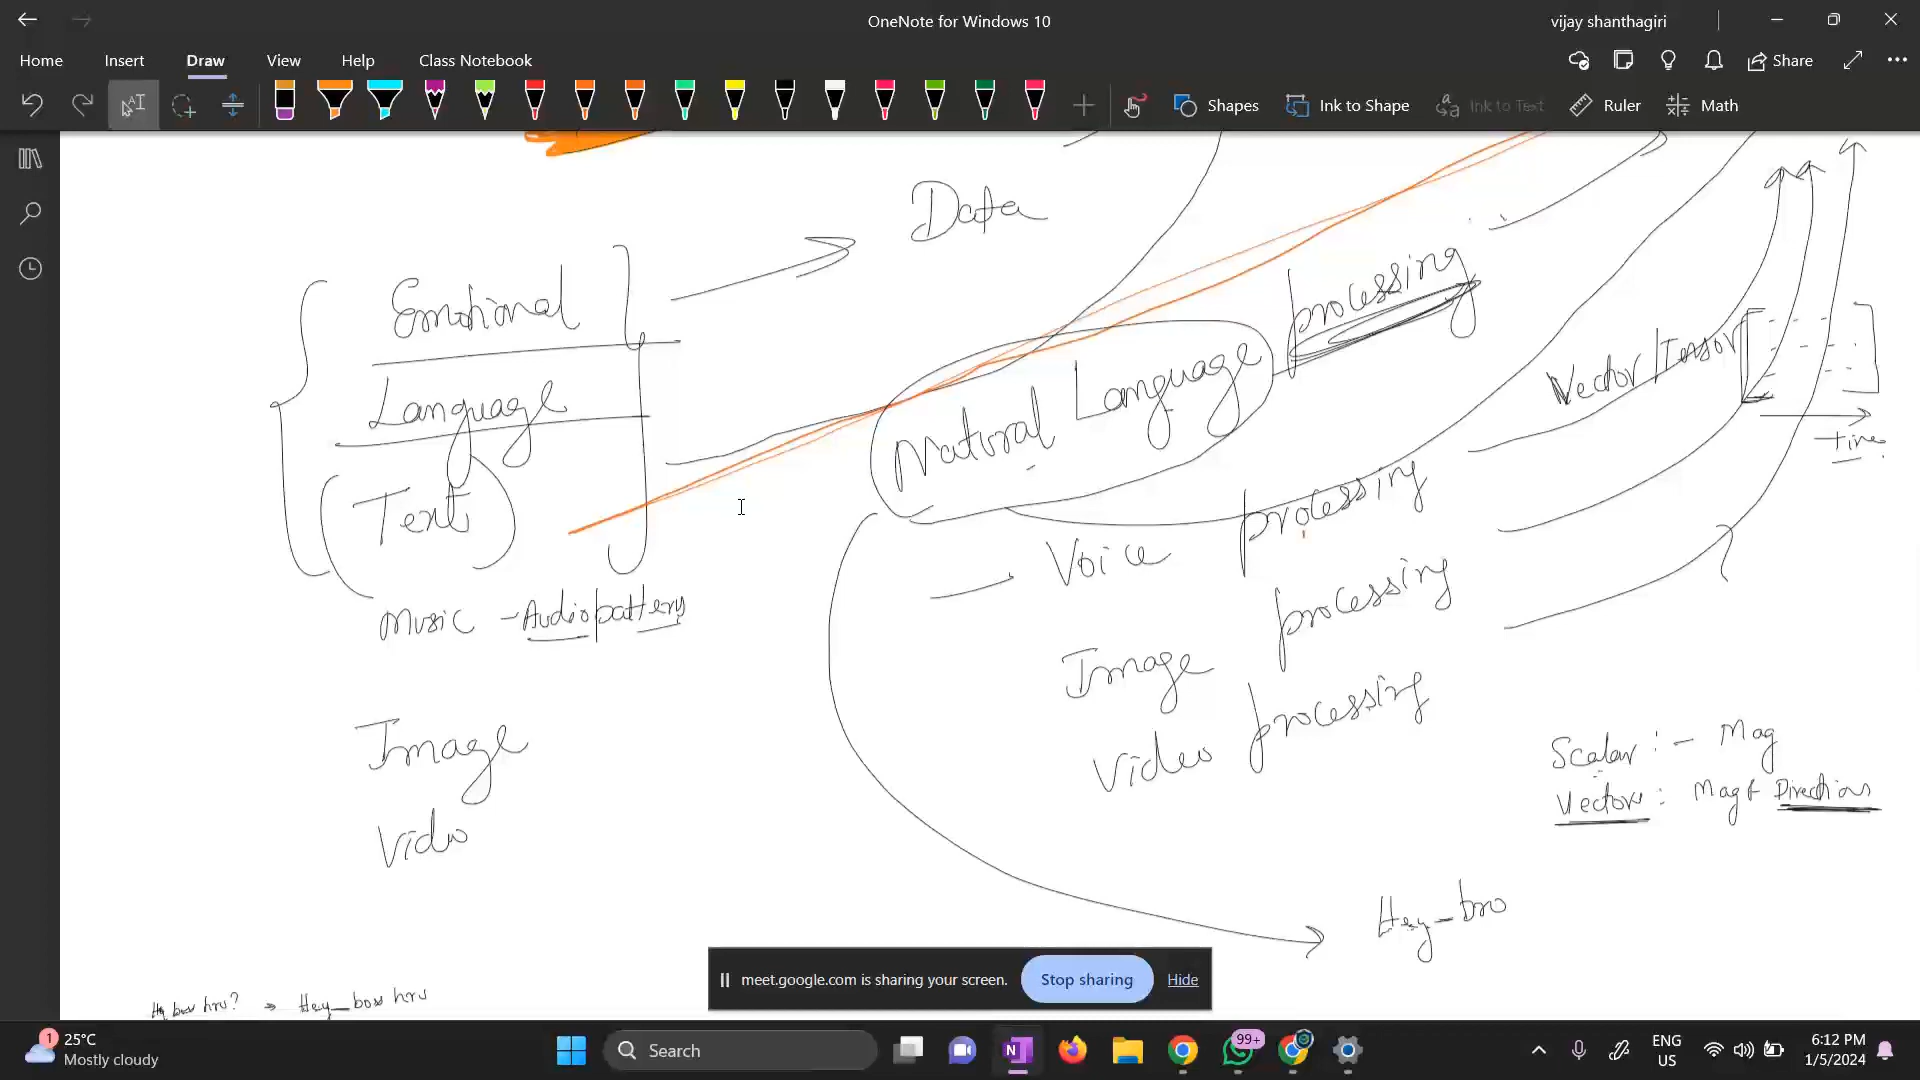 OneNote for Windows 10
vijay shanthagiri
Home Insert Draw View Help Class Notebook
Share
Shapes Ink to Shape Ink to Text Ruler Math
Data
Emotional
Language
Text
Music - Audio pattern
Image
Video
Natural Language processing
Voice processing
Image processing
Video processing
Vector/Tensor
time
Scalar :- Mag
Vector : Mag & Direction
Hey-bro
hru? → Hey_bro hru
meet.google.com is sharing your screen. Stop sharing Hide
1
25°C
Mostly cloudy
Search
99+
ENG
US
6:12 PM
1/5/2024